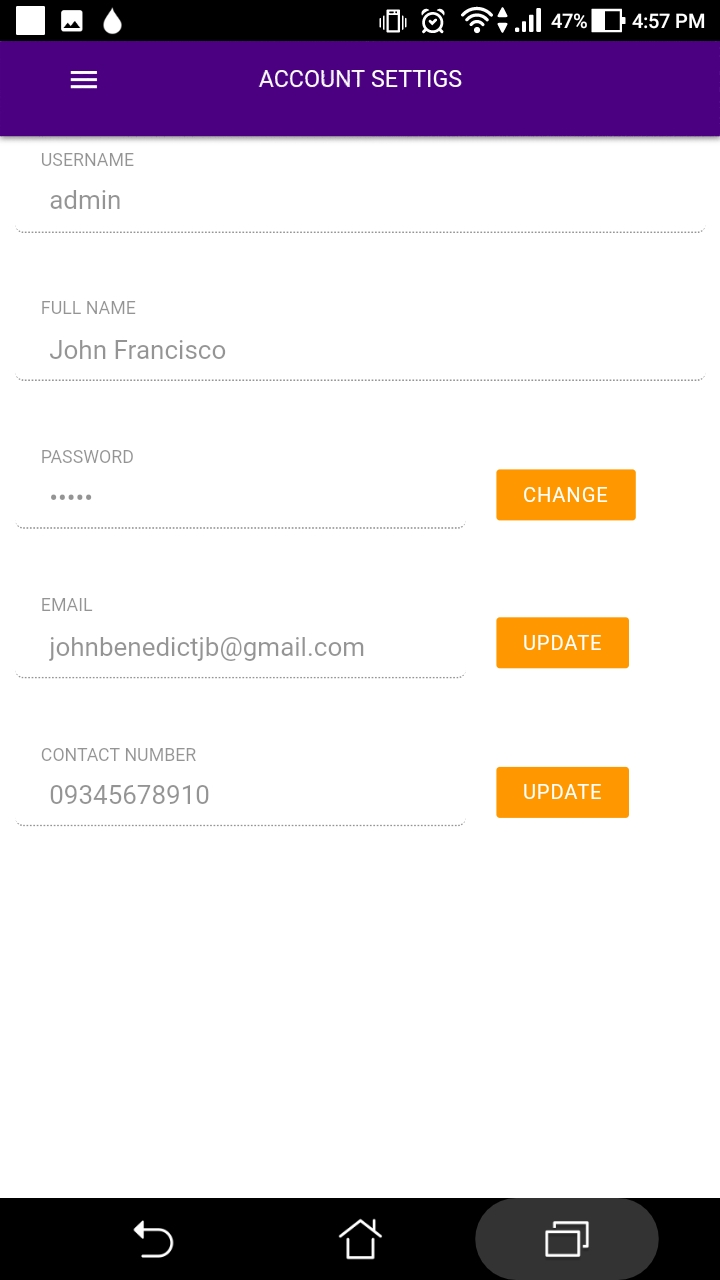 47% 4:57 PM
ACCOUNT SETTIGS
USERNAME
admin
FULL NAME
John Francisco
PASSWORD
•••••
CHANGE
EMAIL
johnbenedictjb@gmail.com
UPDATE
CONTACT NUMBER
09345678910
UPDATE